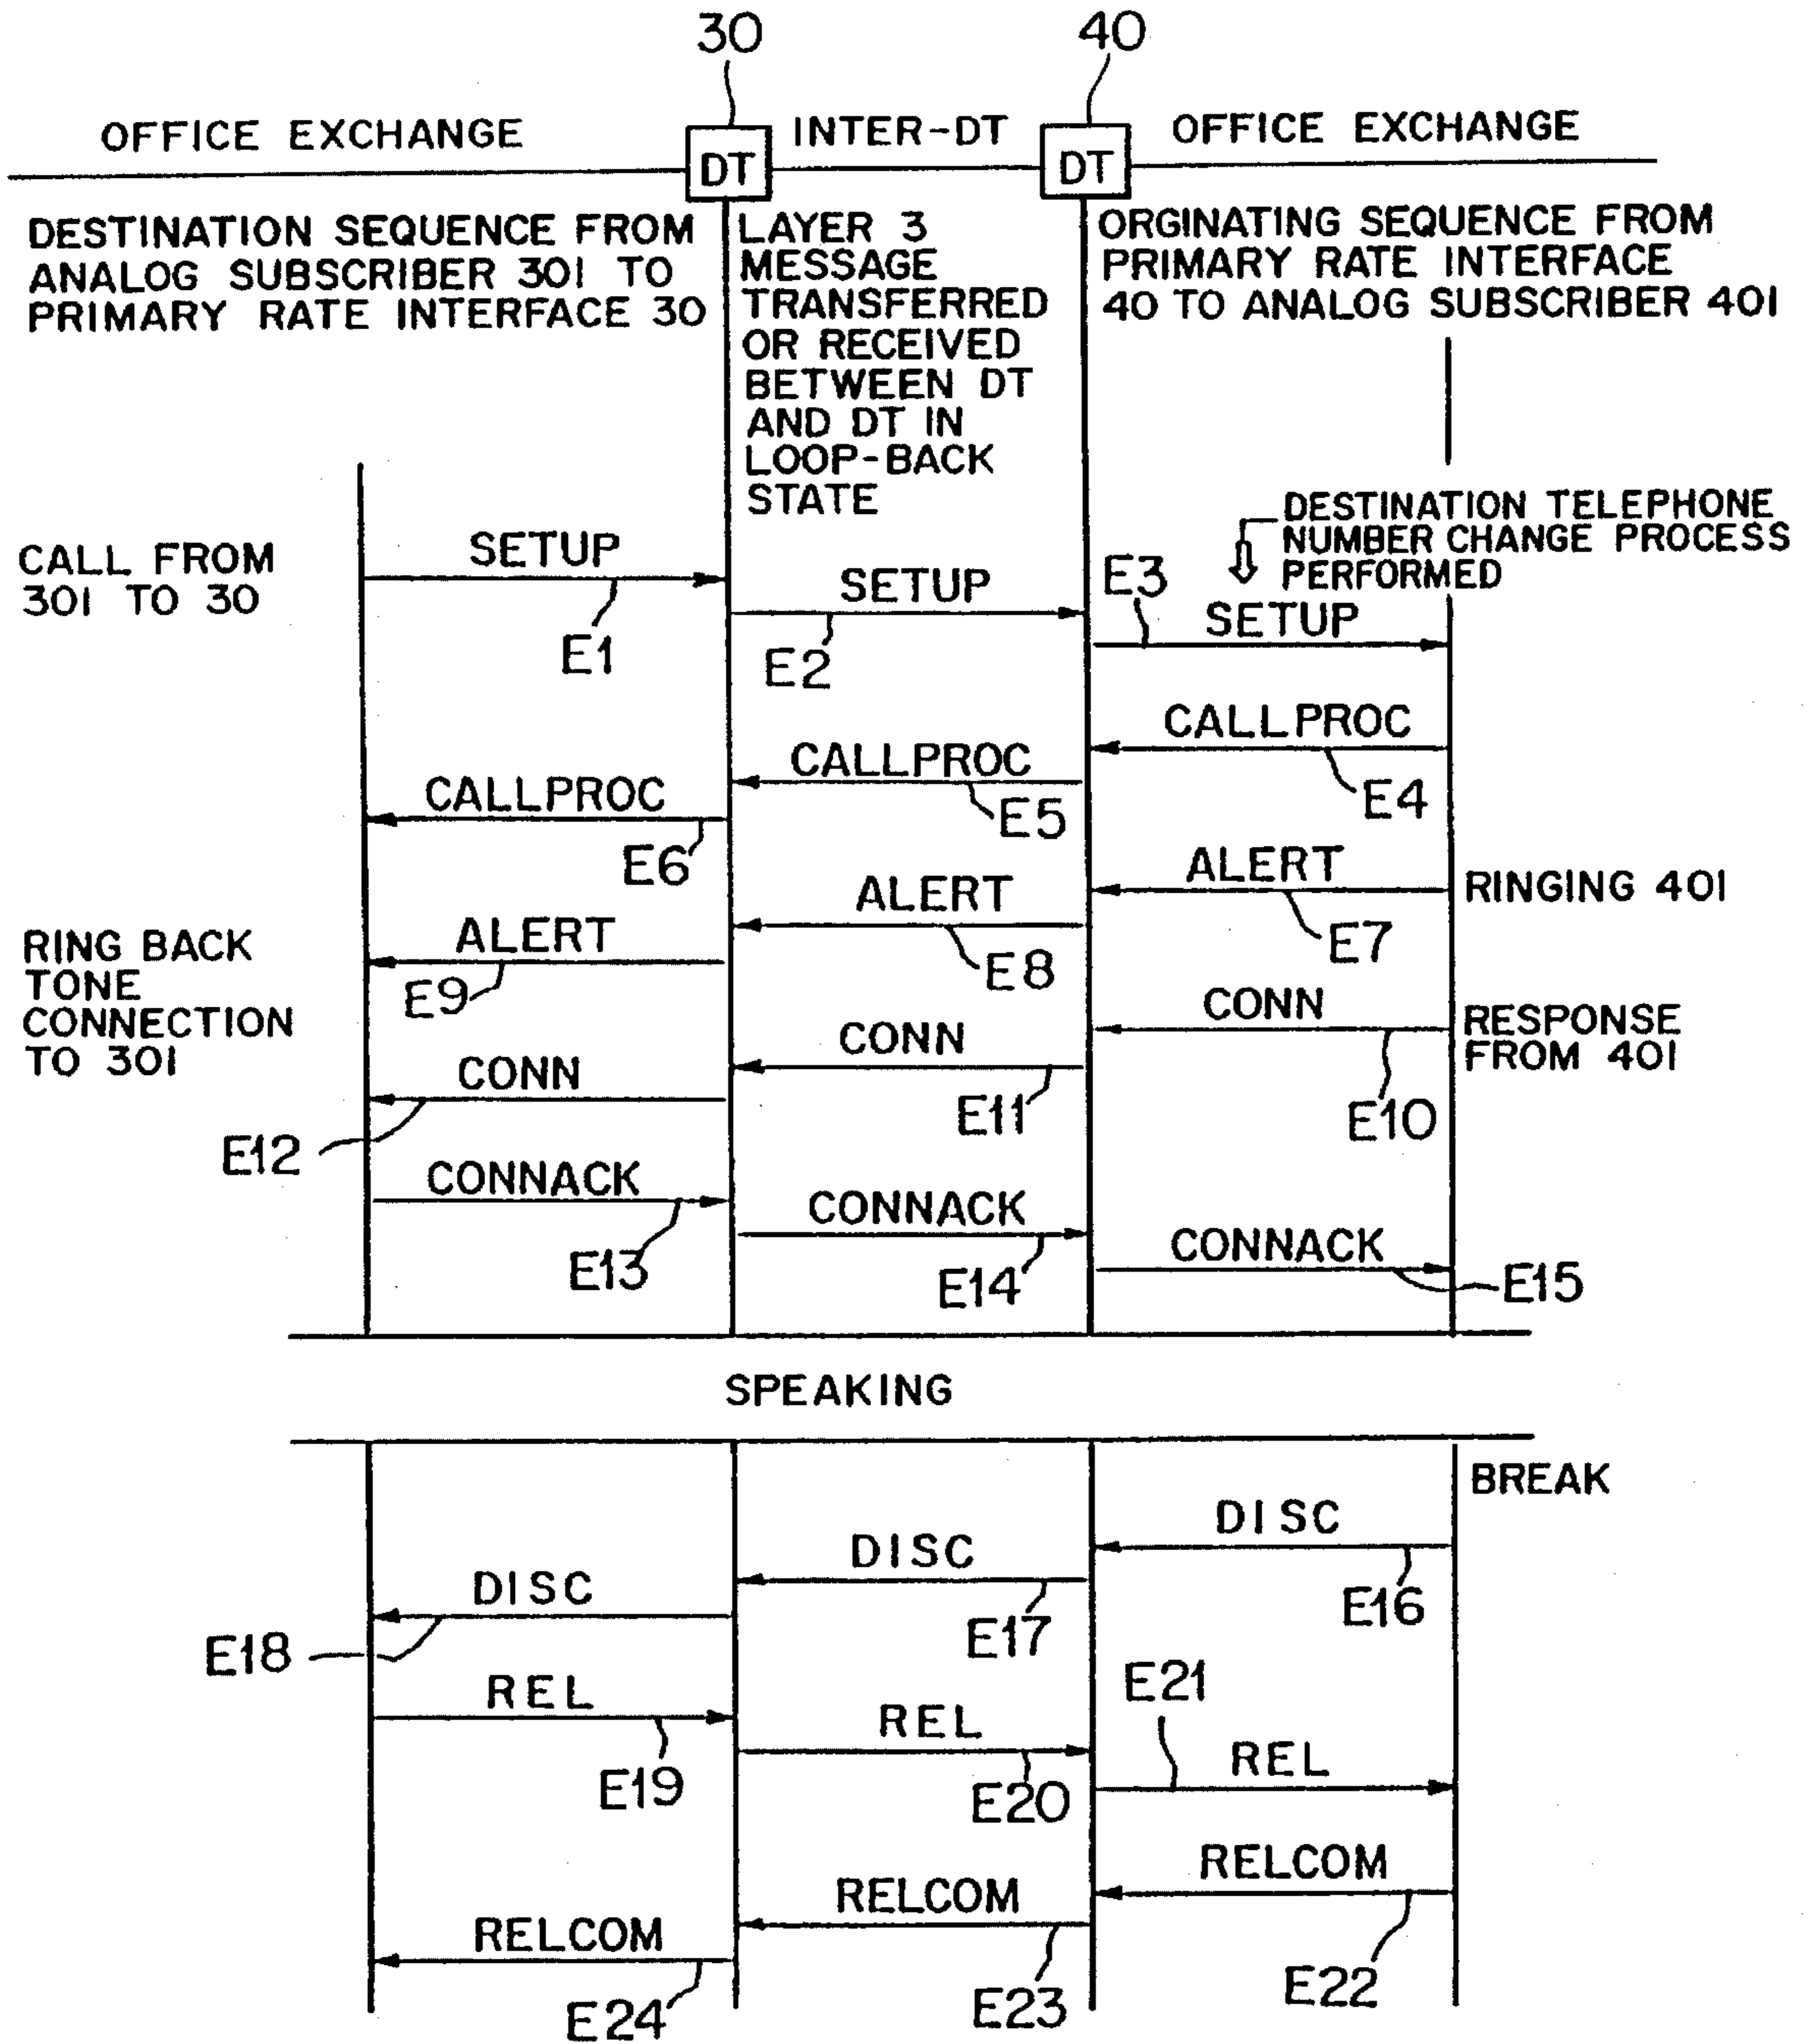 30
40
OFFICE EXCHANGE
DT
INTER-DT
DT
OFFICE EXCHANGE
DESTINATION SEQUENCE FROM
ANALOG SUBSCRIBER 301 TO
PRIMARY RATE INTERFACE 30
LAYER 3
MESSAGE
TRANSFERRED
OR RECEIVED
BETWEEN DT
AND DT IN
LOOP-BACK
STATE
ORGINATING SEQUENCE FROM
PRIMARY RATE INTERFACE
40 TO ANALOG SUBSCRIBER 401
DESTINATION TELEPHONE
NUMBER CHANGE PROCESS
PERFORMED
CALL FROM
301 TO 30
SETUP
E1
SETUP
E2
E3
SETUP
CALLPROC
E4
CALLPROC
E5
CALLPROC
E6
ALERT
E7
RINGING 401
ALERT
E8
ALERT
E9
RING BACK
TONE
CONNECTION
TO 301
CONN
E10
RESPONSE
FROM 401
CONN
E11
CONN
E12
CONNACK
E13
CONNACK
E14
CONNACK
E15
SPEAKING
BREAK
DISC
E16
DISC
E17
DISC
E18
REL
E19
REL
E20
E21
REL
RELCOM
E22
RELCOM
E23
RELCOM
E24